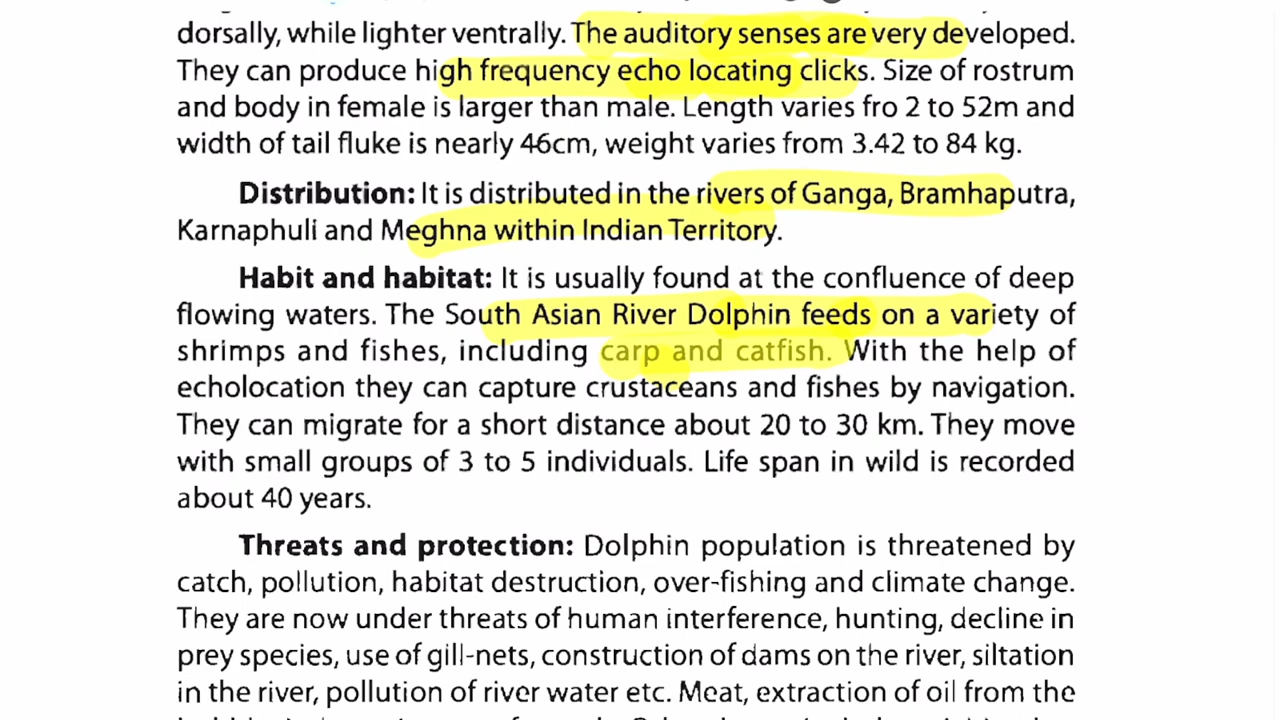 dorsally, while lighter ventrally. The auditory senses are very developed.
They can produce high frequency echo locating clicks. Size of rostrum
and body in female is larger than male. Length varies fro 2 to 52m and
width of tail fluke is nearly 46cm, weight varies from 3.42 to 84 kg.
Distribution: It is distributed in the rivers of Ganga, Bramhaputra,
Karnaphuli and Meghna within Indian Territory.
Habit and habitat: It is usually found at the confluence of deep
flowing waters. The South Asian River Dolphin feeds on a variety of
shrimps and fishes, including carp and catfish. With the help of
echolocation they can capture crustaceans and fishes by navigation.
They can migrate for a short distance about 20 to 30 km. They move
with small groups of 3 to 5 individuals. Life span in wild is recorded
about 40 years.
Threats and protection: Dolphin population is threatened by
catch, pollution, habitat destruction, over-fishing and climate change.
They are now under threats of human interference, hunting, decline in
prey species, use of gill-nets, construction of dams on the river, siltation
in the river, pollution of river water etc. Meat, extraction of oil from the